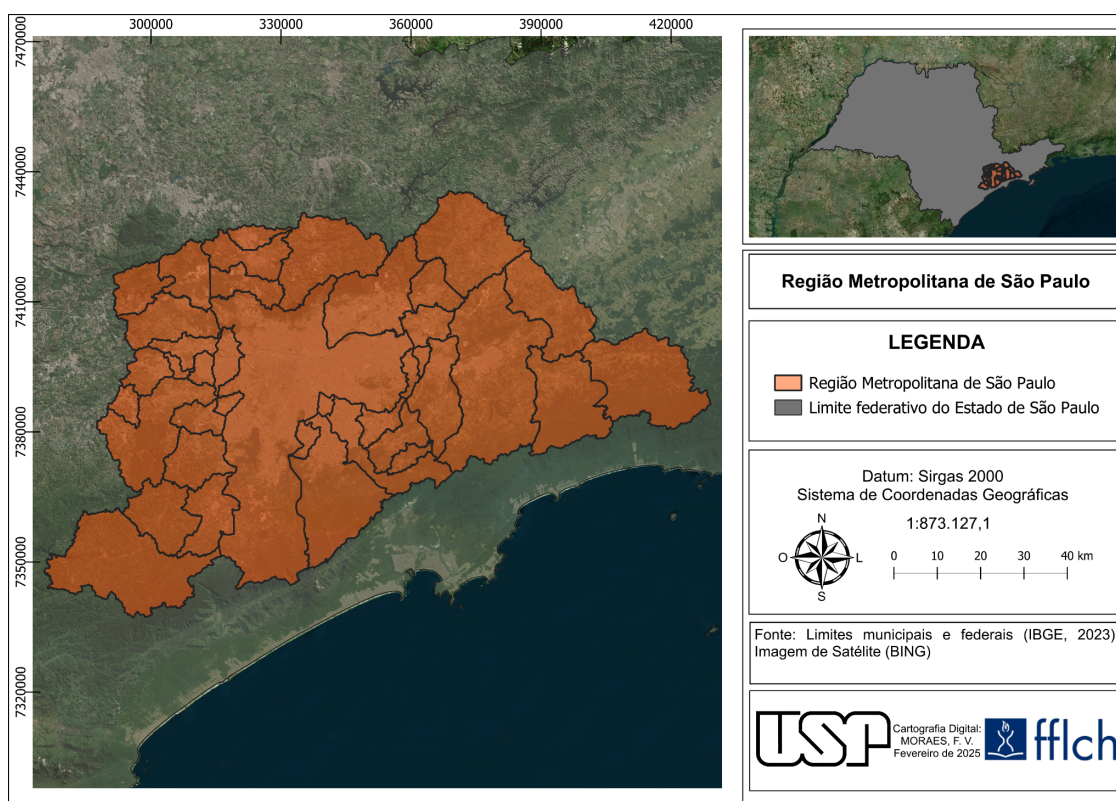 300000 330000 360000 390000 420000
7470000
7440000
7410000
7380000
7350000
7320000
Região Metropolitana de São Paulo
LEGENDA
Região Metropolitana de São Paulo
Limite federativo do Estado de São Paulo
Datum: Sirgas 2000
Sistema de Coordenadas Geográficas
1:873.127,1
N
O L
S
0 10 20 30 40 km
Fonte: Limites municipais e federais (IBGE, 2023)
Imagem de Satélite (BING)
USP
Cartografia Digital:
MORAES, F. V.
Fevereiro de 2025
fflch